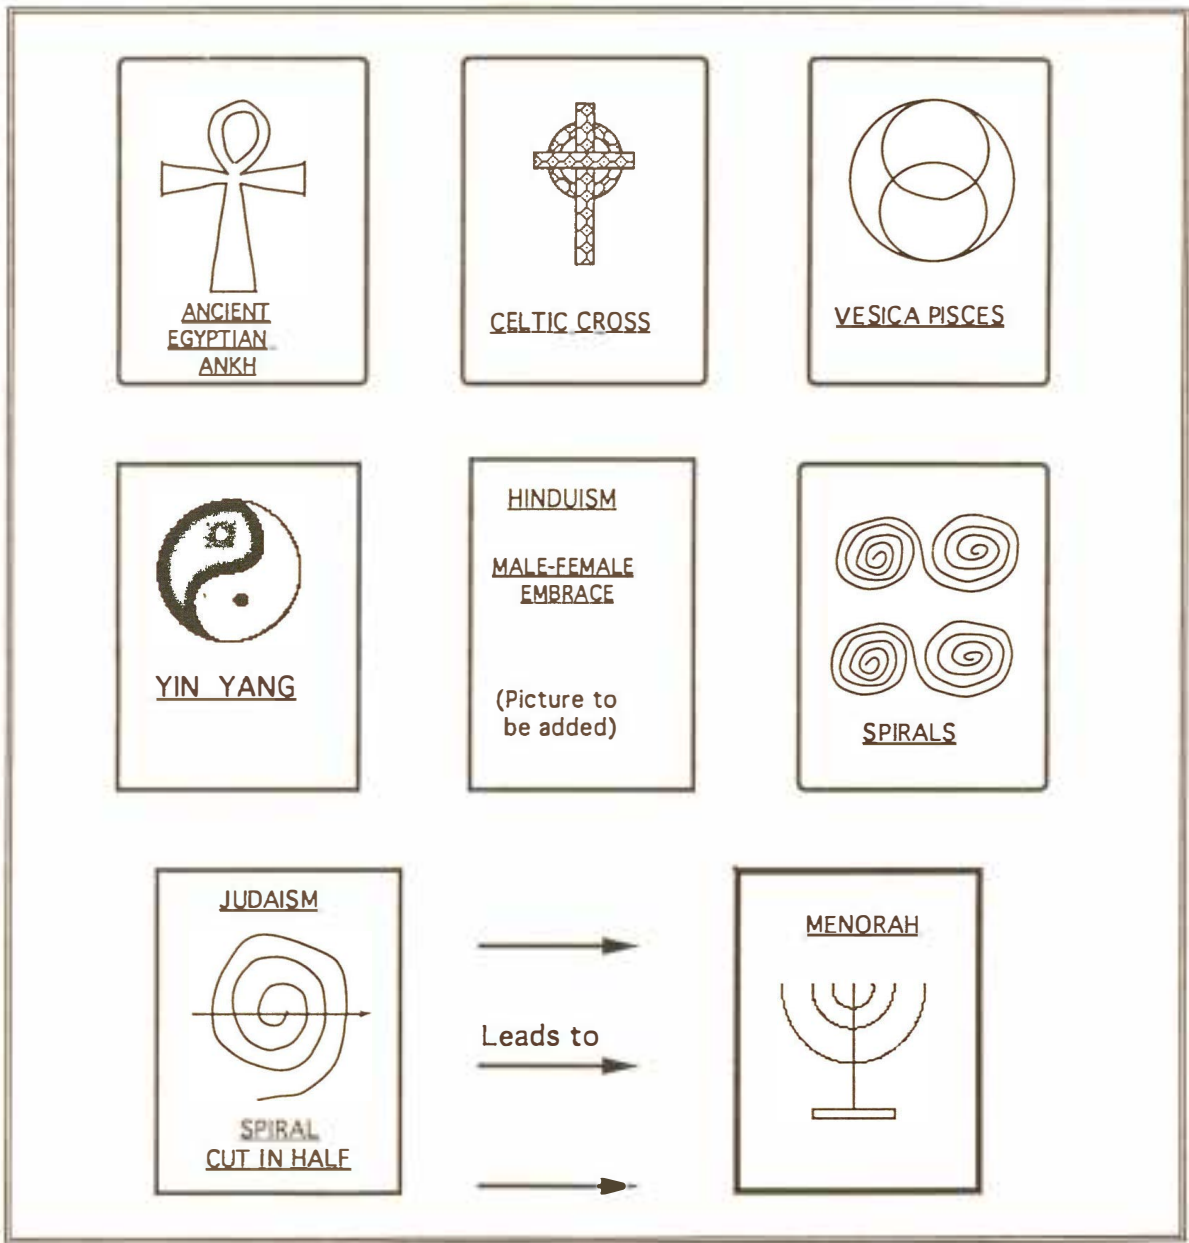 ANCIENT
EGYPTIAN
ANKH
CELTIC CROSS
VESICA PISCES
YIN YANG
HINDUISM
MALE-FEMALE
EMBRACE
(Picture to
be added)
SPIRALS
JUDAISM
SPIRAL
CUT IN HALF
Leads to
MENORAH